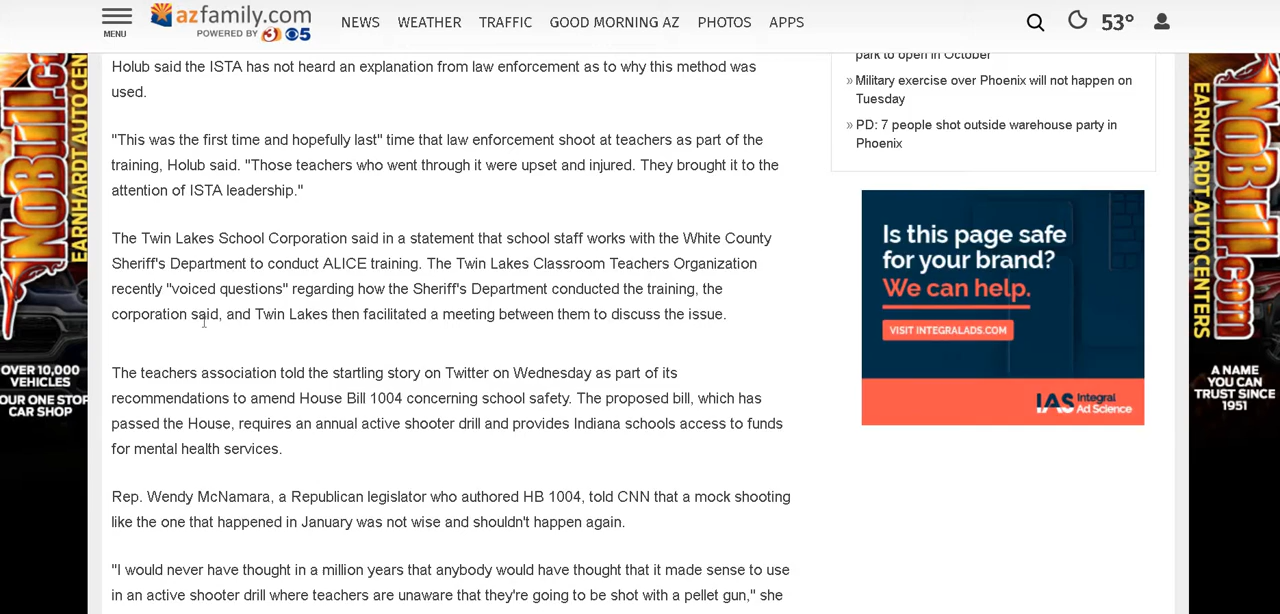 MENU
azfamily.com
POWERED BY 3 CBS 5
NEWS WEATHER TRAFFIC GOOD MORNING AZ PHOTOS APPS
53°
Holub said the ISTA has not heard an explanation from law enforcement as to why this method was
used.
"This was the first time and hopefully last" time that law enforcement shoot at teachers as part of the
training, Holub said. "Those teachers who went through it were upset and injured. They brought it to the
attention of ISTA leadership."
The Twin Lakes School Corporation said in a statement that school staff works with the White County
Sheriff's Department to conduct ALICE training. The Twin Lakes Classroom Teachers Organization
recently "voiced questions" regarding how the Sheriff's Department conducted the training, the
corporation said, and Twin Lakes then facilitated a meeting between them to discuss the issue.
The teachers association told the startling story on Twitter on Wednesday as part of its
recommendations to amend House Bill 1004 concerning school safety. The proposed bill, which has
passed the House, requires an annual active shooter drill and provides Indiana schools access to funds
for mental health services.
Rep. Wendy McNamara, a Republican legislator who authored HB 1004, told CNN that a mock shooting
like the one that happened in January was not wise and shouldn't happen again.
"I would never have thought in a million years that anybody would have thought that it made sense to use
in an active shooter drill where teachers are unaware that they're going to be shot with a pellet gun," she
park to open in October
» Military exercise over Phoenix will not happen on
Tuesday
» PD: 7 people shot outside warehouse party in
Phoenix
Is this page safe
for your brand?
We can help.
VISIT INTEGRALADS.COM
IAS Integral
Ad Science
NOBULL.c
EARNHARDT AUTO CEN
OVER 10,000
VEHICLES
OUR ONE STOP
CAR SHOP
NOBULL.com
EARNHARDT AUTO CENTERS
A NAME
YOU CAN
TRUST SINCE
1951